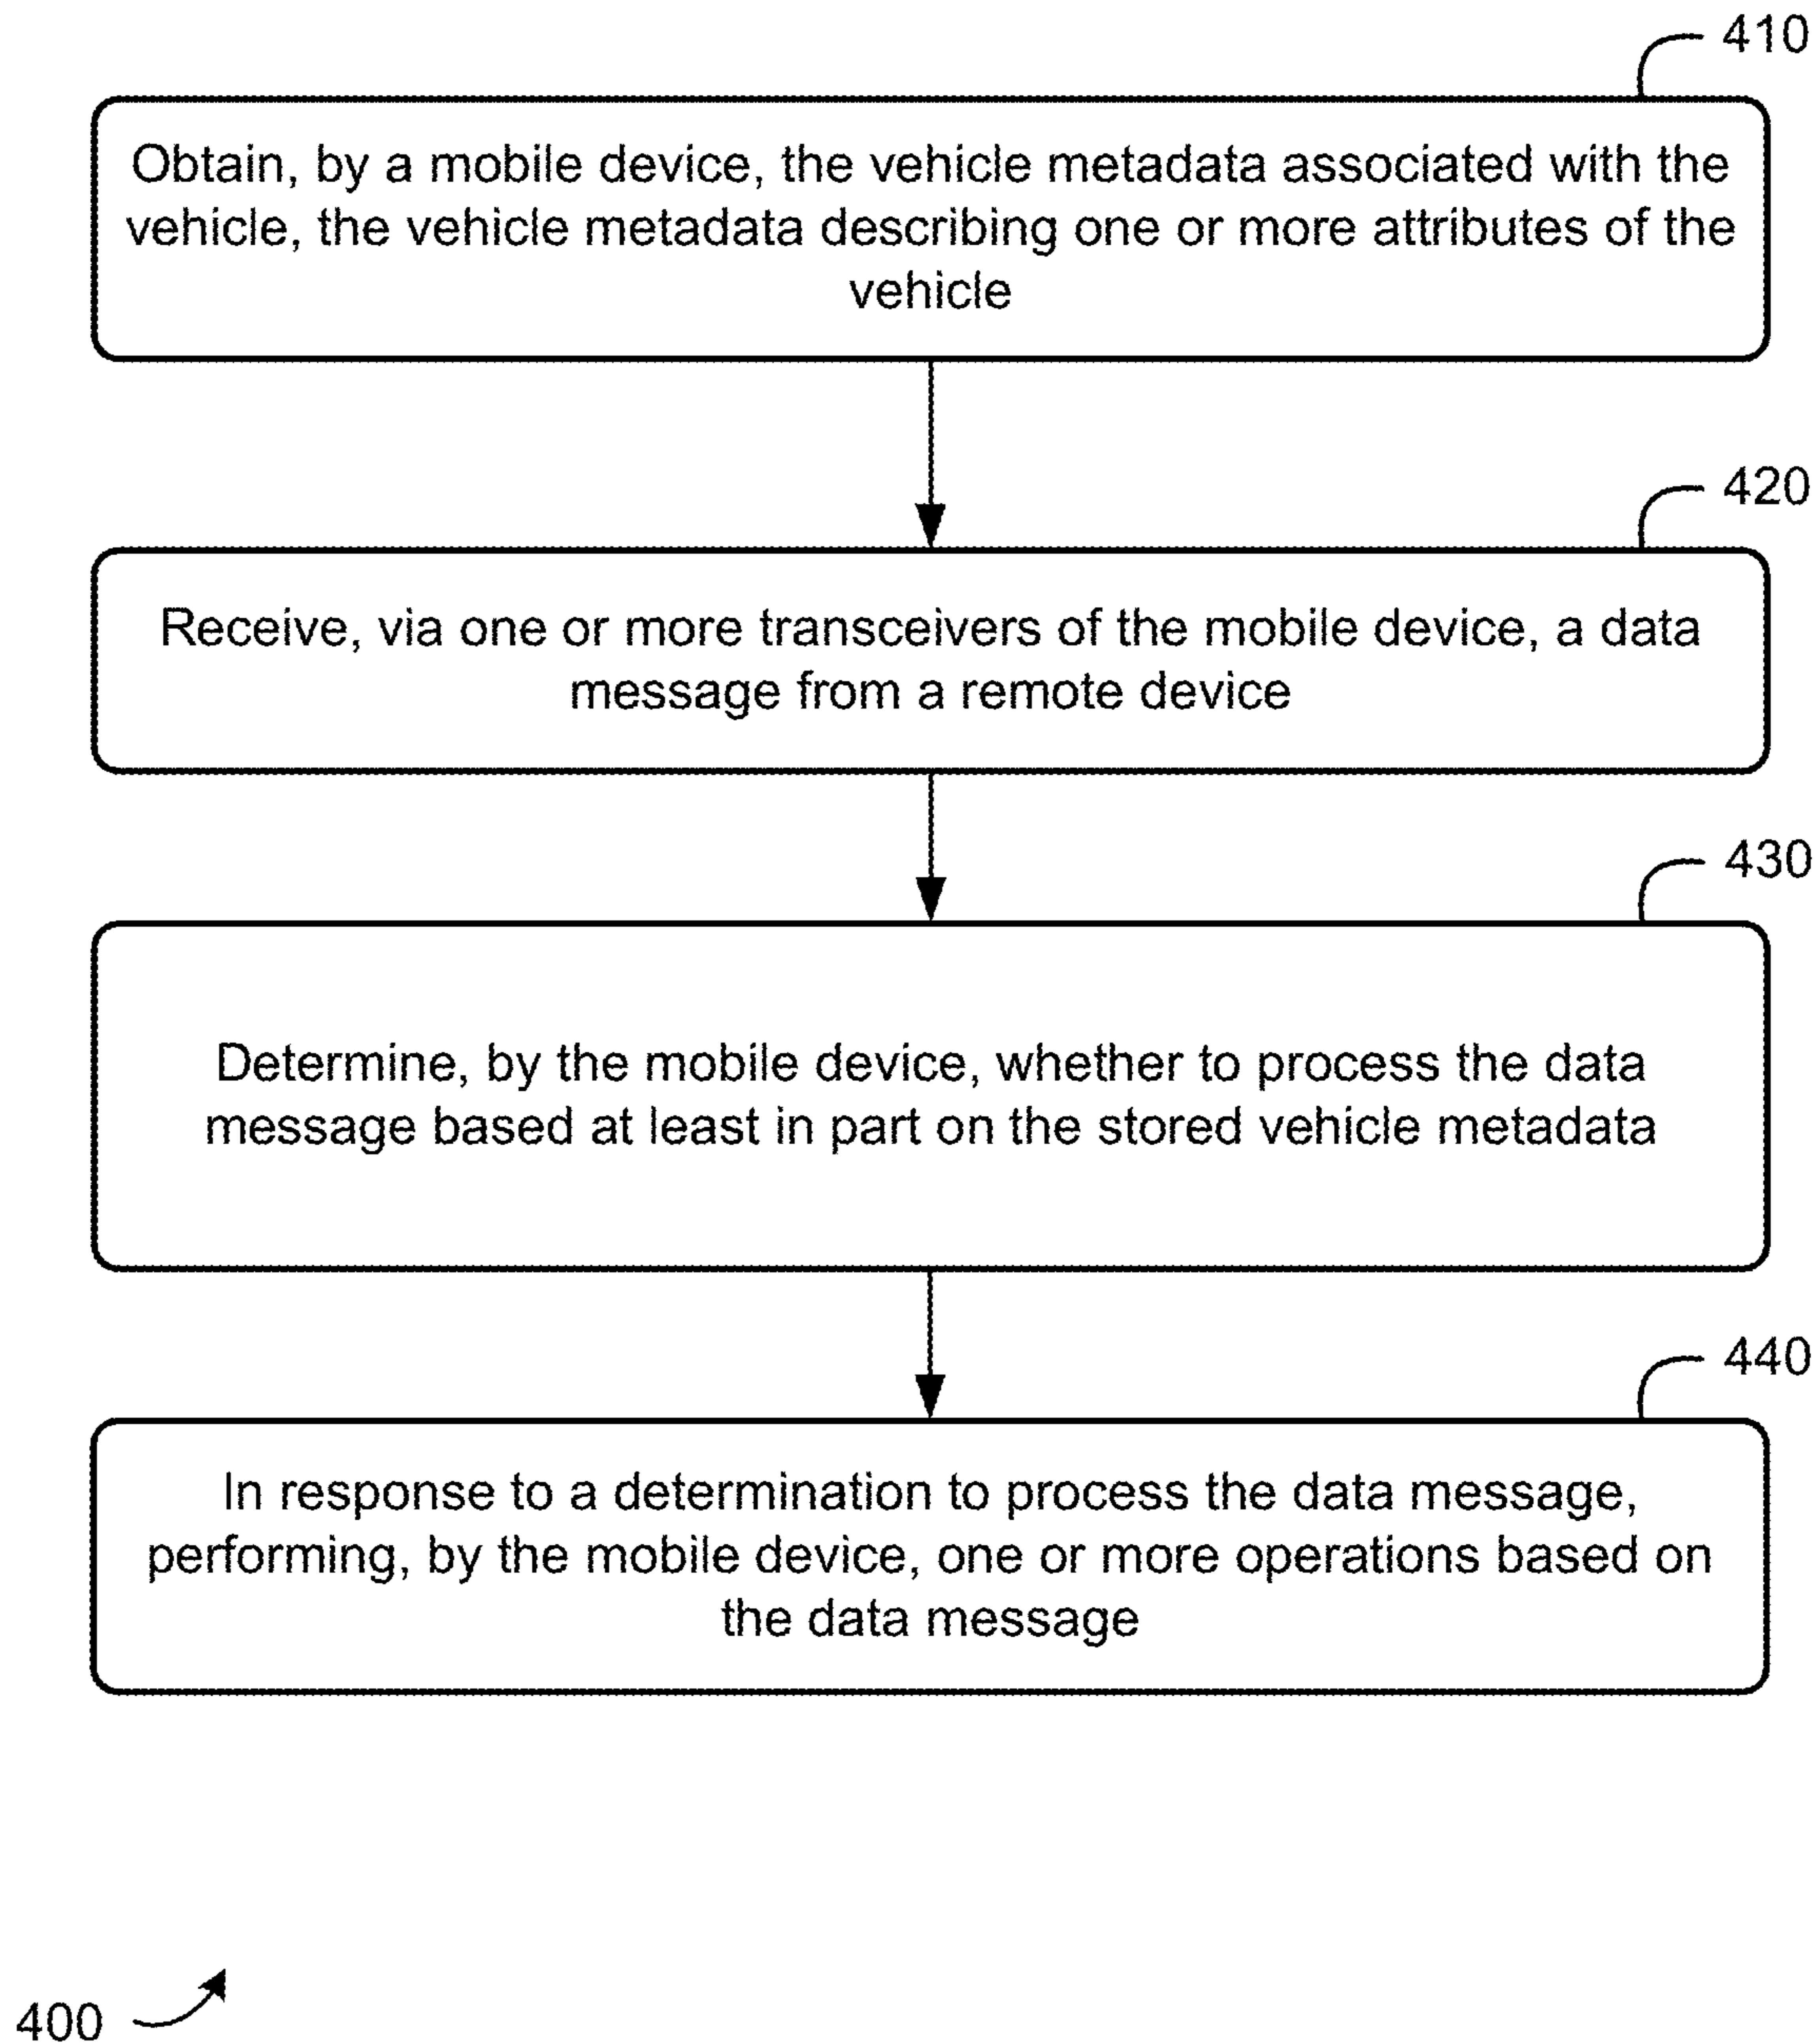 410
Obtain, by a mobile device, the vehicle metadata associated with the
vehicle, the vehicle metadata describing one or more attributes of the
vehicle
420
Receive, via one or more transceivers of the mobile device, a data
message from a remote device
430
Determine, by the mobile device, whether to process the data
message based at least in part on the stored vehicle metadata
440
In response to a determination to process the data message,
performing, by the mobile device, one or more operations based on
the data message
400